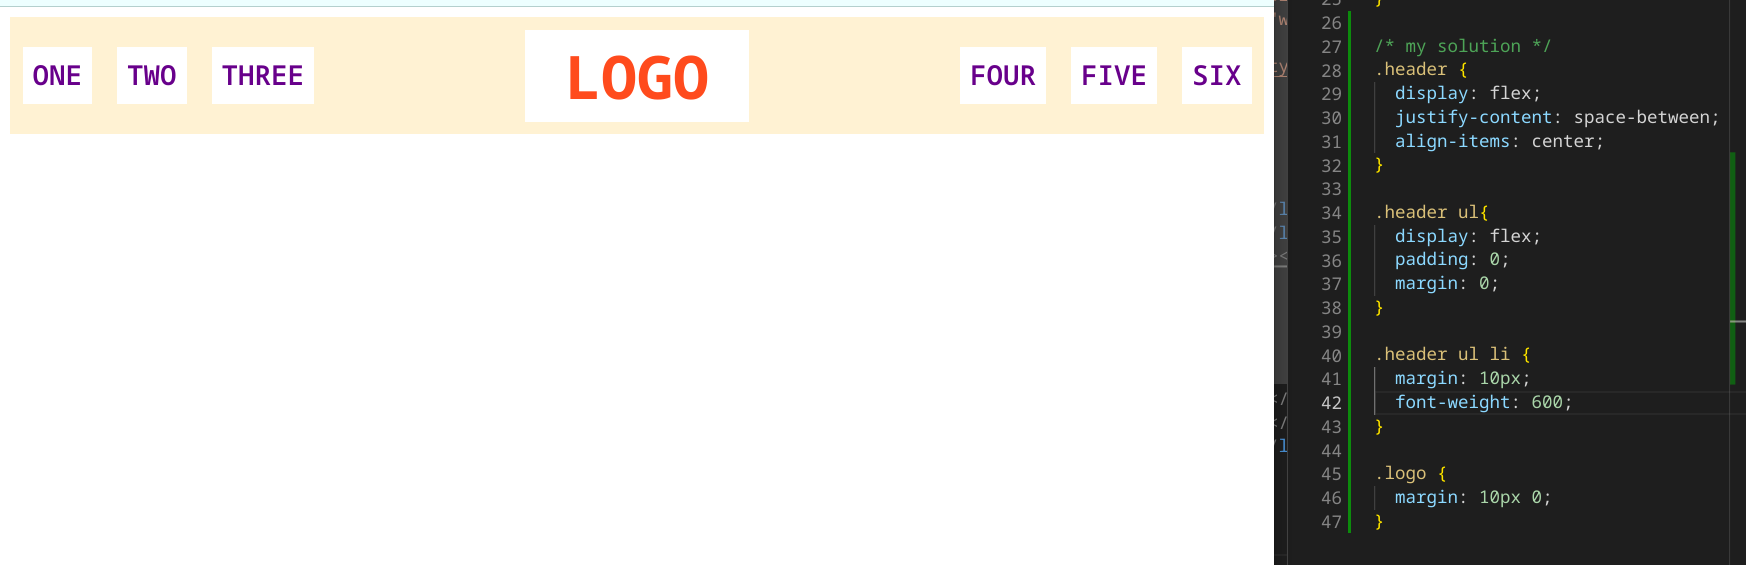 ONE TWO THREE LOGO FOUR FIVE SIX
25 }
26
27 /* my solution */
28 .header {
29 display: flex;
30 justify-content: space-between;
31 align-items: center;
32 }
33
34 .header ul{
35 display: flex;
36 padding: 0;
37 margin: 0;
38 }
39
40 .header ul li {
41 margin: 10px;
42 font-weight: 600;
43 }
44
45 .logo {
46 margin: 10px 0;
47 }